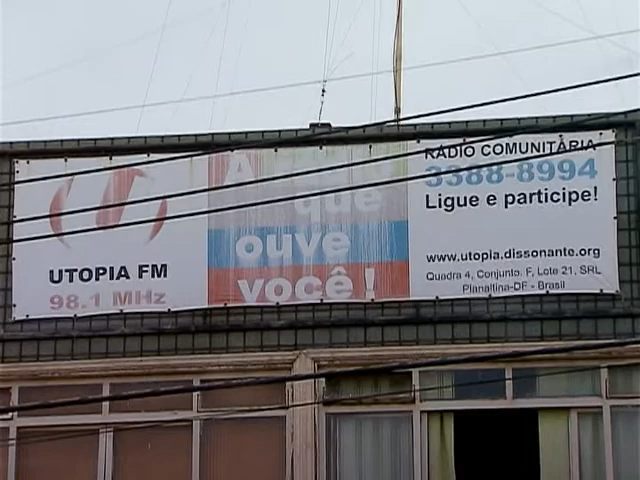 UTOPIA FM
98.1 MHz
A
que
ouve
você!
RÁDIO COMUNITÁRIA
3388-8994
Ligue e participe!
www.utopia.dissonante.org
Quadra 4, Conjunto. F, Lote 21, SRL
Planaltina-DF - Brasil